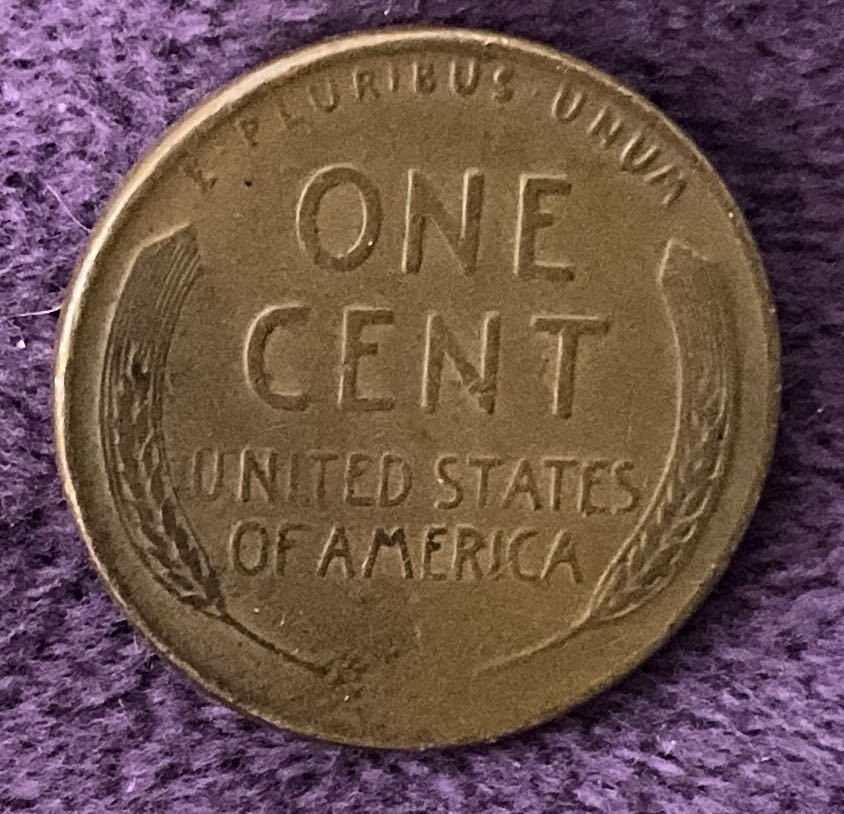 E · PLURIBUS · UNUM
ONE
CENT
UNITED STATES
OF AMERICA